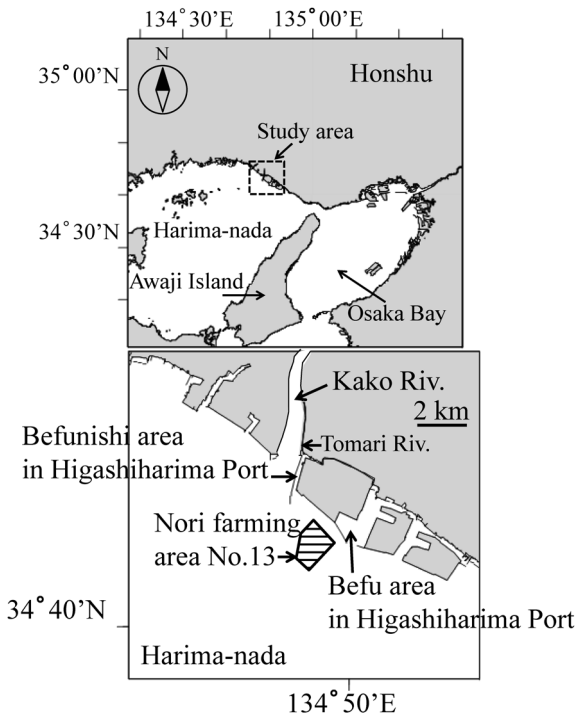 134˚30'E 135˚00'E
N
35˚00'N
Honshu
Study area
34˚30'N
Harima-nada
Awaji Island
Osaka Bay
Kako Riv.
2 km
Befunishi area
in Higashiharima Port
Tomari Riv.
Nori farming
area No.13
Befu area
in Higashiharima Port
34˚40'N
Harima-nada
134˚50'E